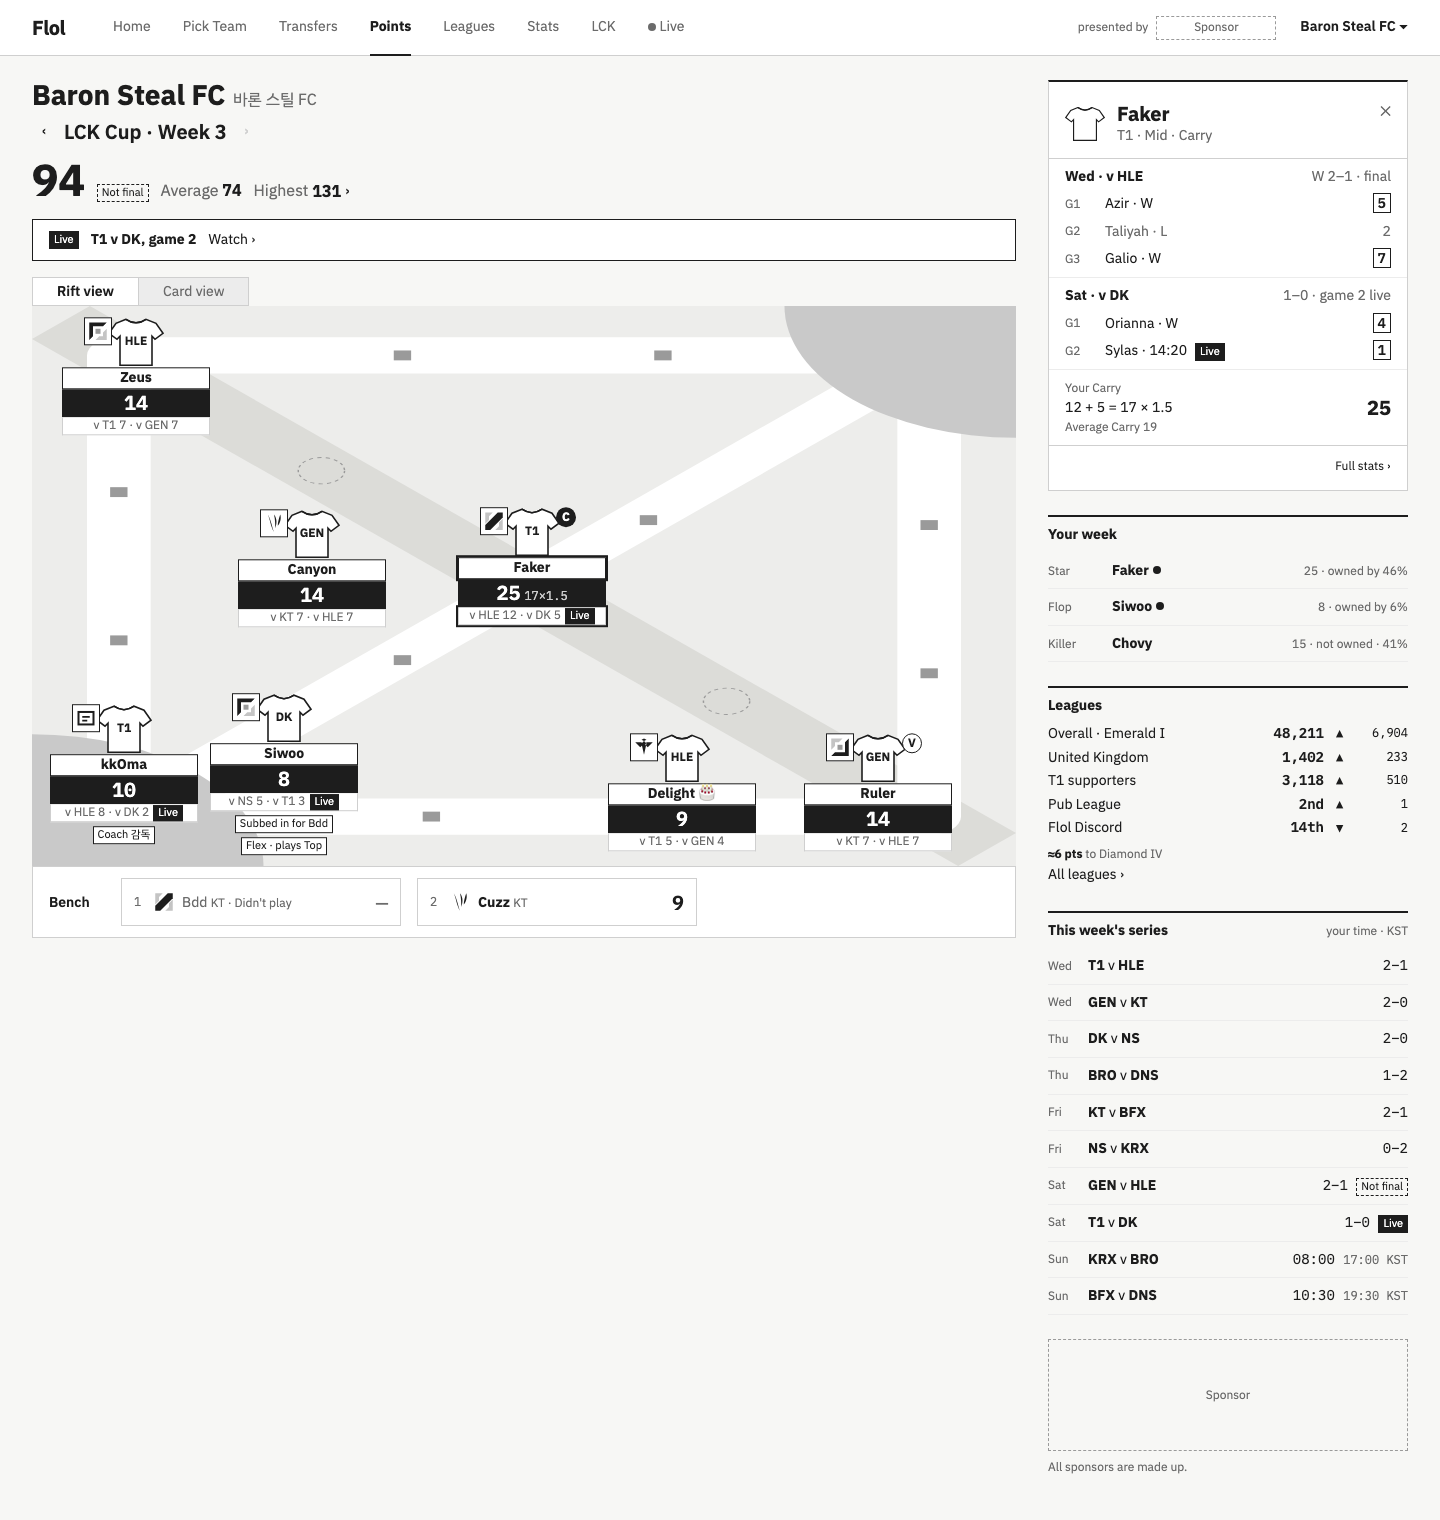 Flol Home Pick Team Transfers Points Leagues Stats LCK Live presented by Sponsor Baron Steal FC
Baron Steal FC 바론 스틸 FC
‹ LCK Cup · Week 3 ›
94 Not final Average 74 Highest 131 ›
Live T1 v DK, game 2 Watch ›
Rift view Card view
HLE
Zeus
14
v T1 7 · v GEN 7
GEN
Canyon
14
v KT 7 · v HLE 7
T1 C
Faker
25 17×1.5
v HLE 12 · v DK 5 Live
T1
kkOma
10
v HLE 8 · v DK 2 Live
Coach 감독
DK
Siwoo
8
v NS 5 · v T1 3 Live
Subbed in for Bdd
Flex · plays Top
HLE
Delight 🎂
9
v T1 5 · v GEN 4
GEN V
Ruler
14
v KT 7 · v HLE 7
Bench 1 Bdd KT · Didn't play — 2 Cuzz KT 9
Faker ×
T1 · Mid · Carry
Wed · v HLE W 2–1 · final
G1 Azir · W 5
G2 Taliyah · L 2
G3 Galio · W 7
Sat · v DK 1–0 · game 2 live
G1 Orianna · W 4
G2 Sylas · 14:20 Live 1
Your Carry
12 + 5 = 17 × 1.5 25
Average Carry 19
Full stats ›
Your week
Star Faker 25 · owned by 46%
Flop Siwoo 8 · owned by 6%
Killer Chovy 15 · not owned · 41%
Leagues
Overall · Emerald I 48,211 ▲ 6,904
United Kingdom 1,402 ▲ 233
T1 supporters 3,118 ▲ 510
Pub League 2nd ▲ 1
Flol Discord 14th ▼ 2
≈6 pts to Diamond IV
All leagues ›
This week's series your time · KST
Wed T1 v HLE 2–1
Wed GEN v KT 2–0
Thu DK v NS 2–0
Thu BRO v DNS 1–2
Fri KT v BFX 2–1
Fri NS v KRX 0–2
Sat GEN v HLE 2–1 Not final
Sat T1 v DK 1–0 Live
Sun KRX v BRO 08:00 17:00 KST
Sun BFX v DNS 10:30 19:30 KST
Sponsor
All sponsors are made up.